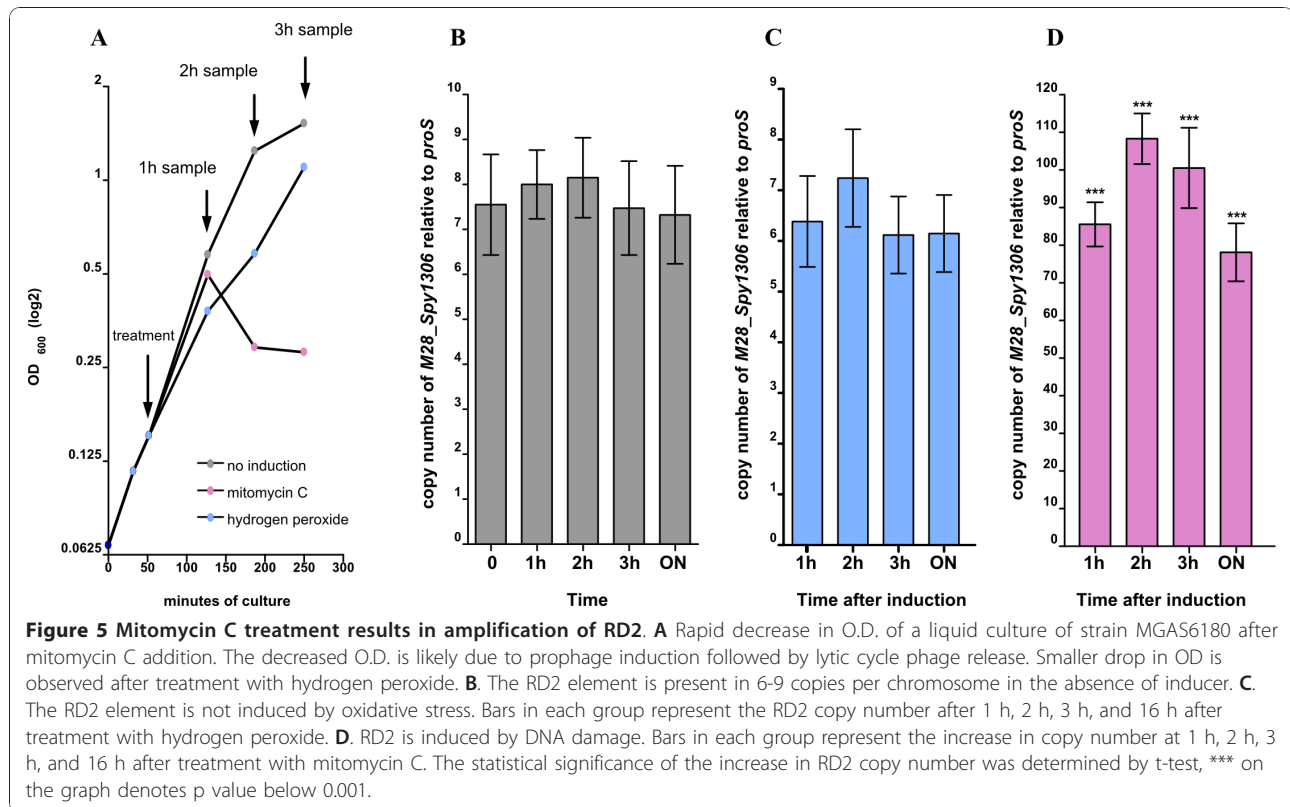 A
3h sample
2h sample
1h sample
treatment
2
1
0.5
0.25
0.125
0.0625
OD 600 (log2)
no induction
mitomycin C
hydrogen peroxide
0 50 100 150 200 250 300
minutes of culture
B
10
9
8
7
6
5
4
3
2
1
0
copy number of M28_Spy1306 relative to proS
0 1h 2h 3h ON
Time
C
9
8
7
6
5
4
3
2
1
0
copy number of M28_Spy1306 relative to proS
1h 2h 3h ON
Time after induction
D
120
110
100
90
80
70
60
50
40
30
20
10
0
copy number of M28_Spy1306 relative to proS
*** *** *** ***
1h 2h 3h ON
Time after induction
Figure 5 Mitomycin C treatment results in amplification of RD2. A Rapid decrease in O.D. of a liquid culture of strain MGAS6180 after
mitomycin C addition. The decreased O.D. is likely due to prophage induction followed by lytic cycle phage release. Smaller drop in OD is
observed after treatment with hydrogen peroxide. B. The RD2 element is present in 6-9 copies per chromosome in the absence of inducer. C.
The RD2 element is not induced by oxidative stress. Bars in each group represent the RD2 copy number after 1 h, 2 h, 3 h, and 16 h after
treatment with hydrogen peroxide. D. RD2 is induced by DNA damage. Bars in each group represent the increase in copy number at 1 h, 2 h, 3
h, and 16 h after treatment with mitomycin C. The statistical significance of the increase in RD2 copy number was determined by t-test, *** on
the graph denotes p value below 0.001.